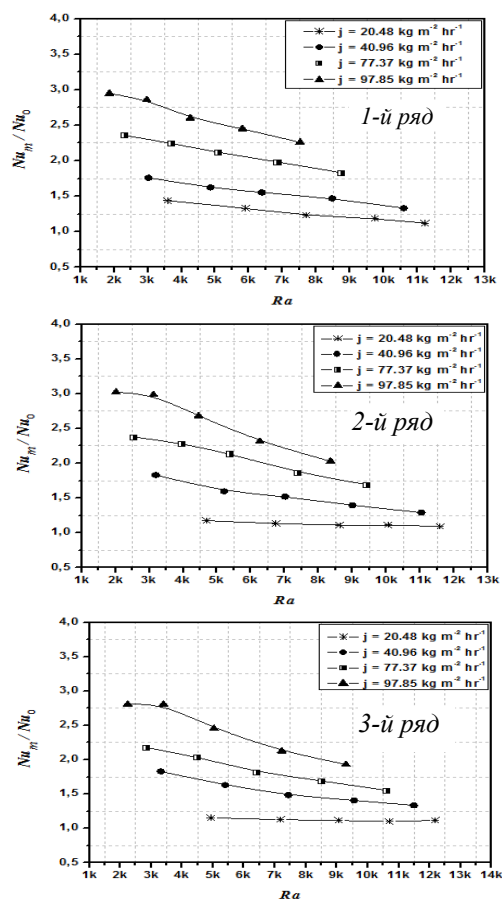 4,0
j = 20.48 kg m⁻² hr⁻¹
j = 40.96 kg m⁻² hr⁻¹
j = 77.37 kg m⁻² hr⁻¹
j = 97.85 kg m⁻² hr⁻¹
3,5
3,0
1-й ряд
2,5
2,0
1,5
1,0
0,5
Nu_m / Nu_0
1k 2k 3k 4k 5k 6k 7k 8k 9k 10k 11k 12k 13k
Ra
4,0
j = 20.48 kg m⁻² hr⁻¹
j = 40.96 kg m⁻² hr⁻¹
j = 77.37 kg m⁻² hr⁻¹
j = 97.85 kg m⁻² hr⁻¹
3,5
3,0
2-й ряд
2,5
2,0
1,5
1,0
0,5
Nu_m / Nu_0
1k 2k 3k 4k 5k 6k 7k 8k 9k 10k 11k 12k 13k
Ra
4,0
j = 20.48 kg m⁻² hr⁻¹
j = 40.96 kg m⁻² hr⁻¹
j = 77.37 kg m⁻² hr⁻¹
j = 97.85 kg m⁻² hr⁻¹
3,5
3,0
3-й ряд
2,5
2,0
1,5
1,0
0,5
Nu_m / Nu_0
1k 2k 3k 4k 5k 6k 7k 8k 9k 10k 11k 12k 13k 14k
Ra